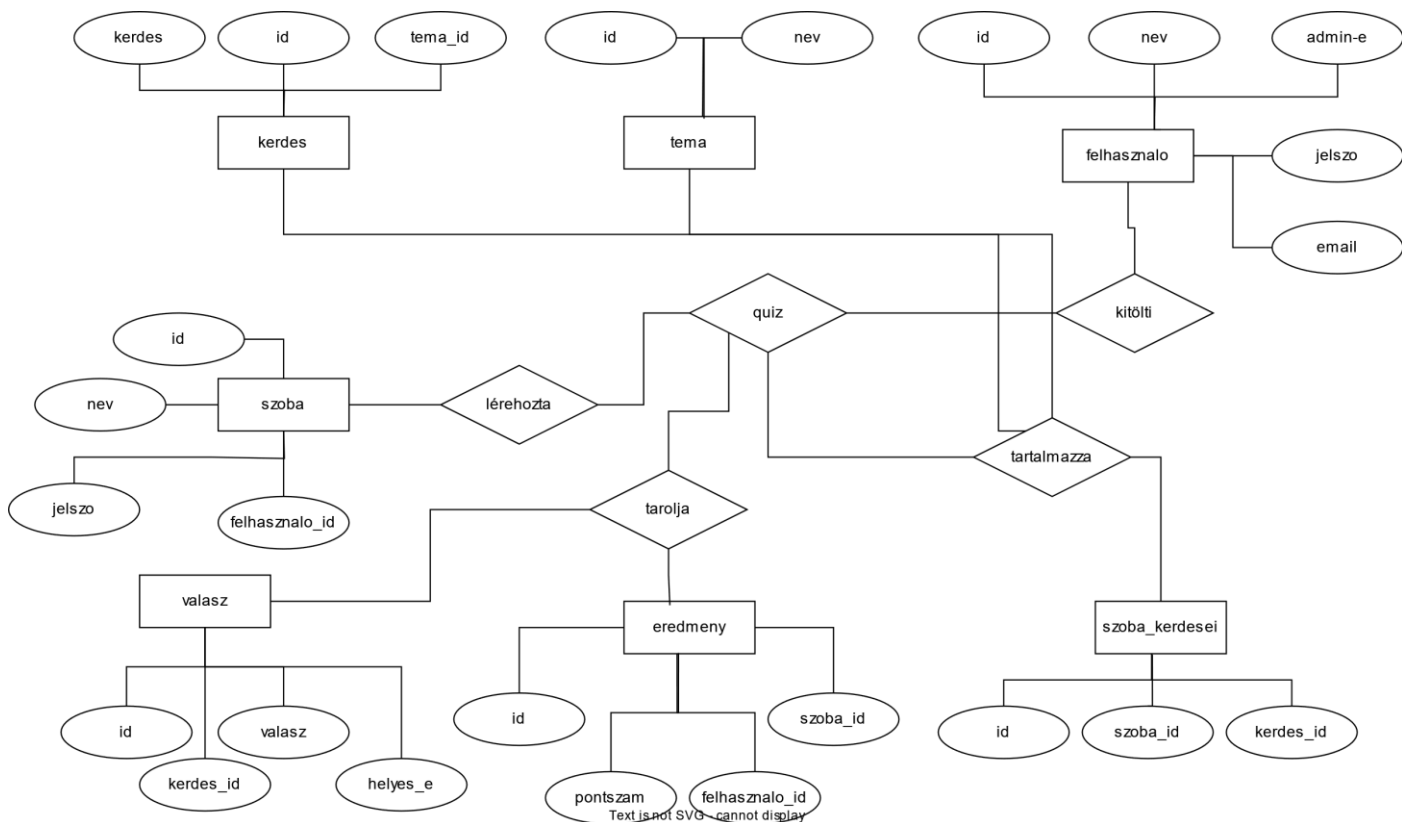 kerdes
id
tema_id
id
nev
id
nev
admin-e
kerdes
tema
felhasznalo
jelszo
email
quiz
kitölti
id
nev
szoba
lérehozta
tartalmazza
jelszo
felhasznalo_id
tarolja
valasz
eredmeny
szoba_kerdesei
id
valasz
id
szoba_id
id
szoba_id
kerdes_id
kerdes_id
helyes_e
pontszam
felhasznalo_id
Text is not SVG - cannot display